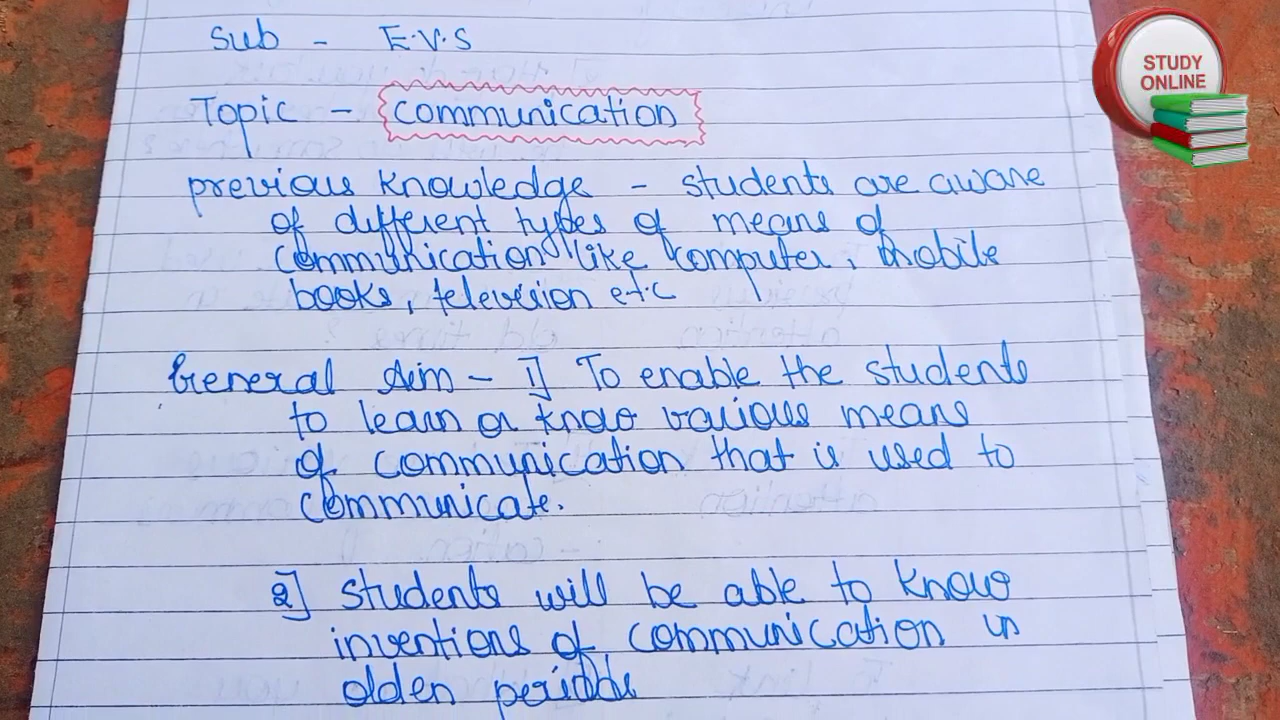 Sub - E.V.S
STUDY
ONLINE
Topic - Communication
previous knowledge - students are aware
of different types of means of
communication like computer, mobile
books, television etc
General Aim - 1] To enable the students
to learn or know various means
of communication that is used to
communicate.
2] students will be able to know
inventions of communication in
olden periods